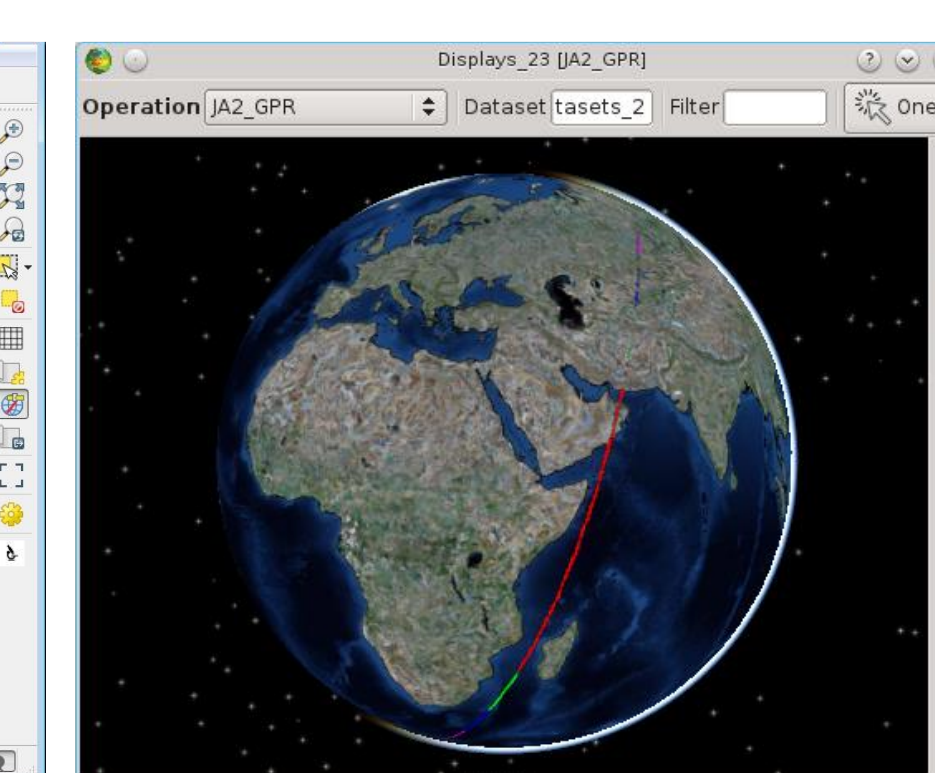 Displays_23 [JA2_GPR]
Operation JA2_GPR Dataset tasets_2 Filter One